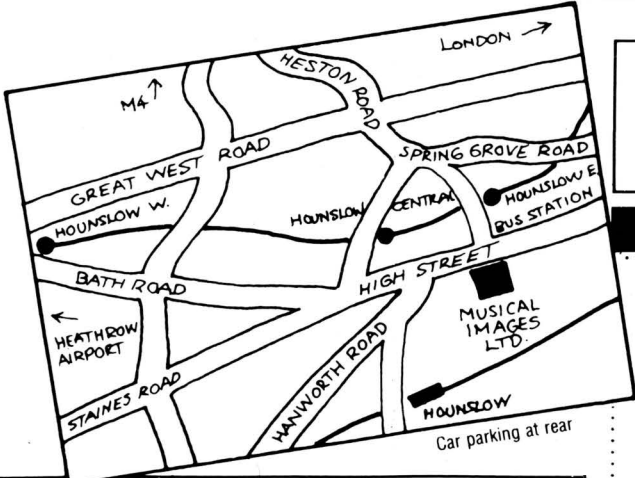 LONDON →
HESTON ROAD
M4 ↑
SPRING GROVE ROAD
GREAT WEST ROAD
HOUNSLOW E.
HOUNSLOW CENTRAL
BUS STATION
HOUNSLOW W.
HIGH STREET
BATH ROAD
MUSICAL
IMAGES
LTD.
← HEATHROW
AIRPORT
HANWORTH ROAD
STAINES ROAD
HOUNSLOW
Car parking at rear